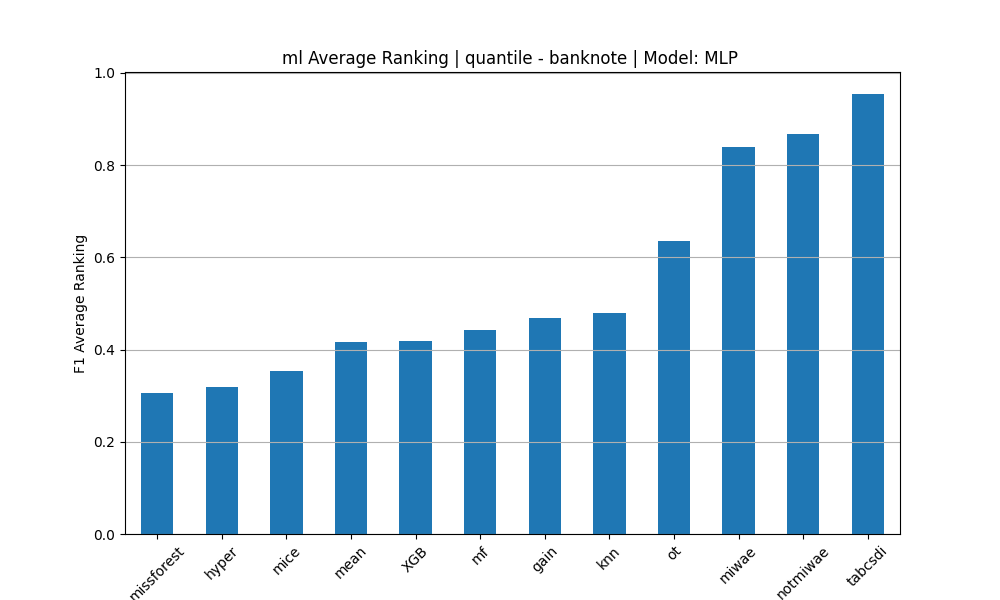 ml Average Ranking | quantile - banknote | Model: MLP
F1 Average Ranking
1.0
0.8
0.6
0.4
0.2
0.0
missforest
hyper
mice
mean
XGB
mf
gain
knn
ot
miwae
notmiwae
tabcsdi